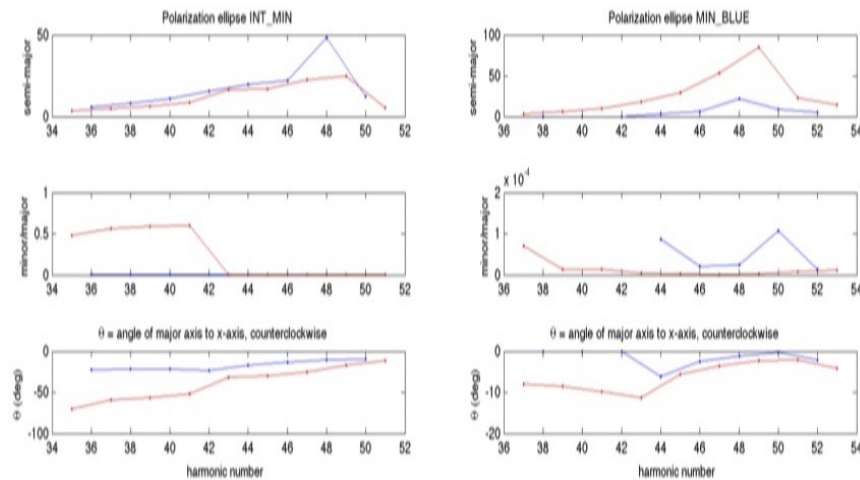 Polarization ellipse INT_MIN
semi-major
50
0
34 36 38 40 42 44 46 48 50 52
minor/major
1
0.5
0
34 36 38 40 42 44 46 48 50 52
θ = angle of major axis to x-axis, counterclockwise
Θ (deg)
0
-50
-100
34 36 38 40 42 44 46 48 50 52
harmonic number
Polarization ellipse MIN_BLUE
semi-major
100
50
0
36 38 40 42 44 46 48 50 52 54
x 10⁻⁴
minor/major
2
1
0
36 38 40 42 44 46 48 50 52 54
θ = angle of major axis to x-axis, counterclockwise
Θ (deg)
0
-10
-20
36 38 40 42 44 46 48 50 52 54
harmonic number